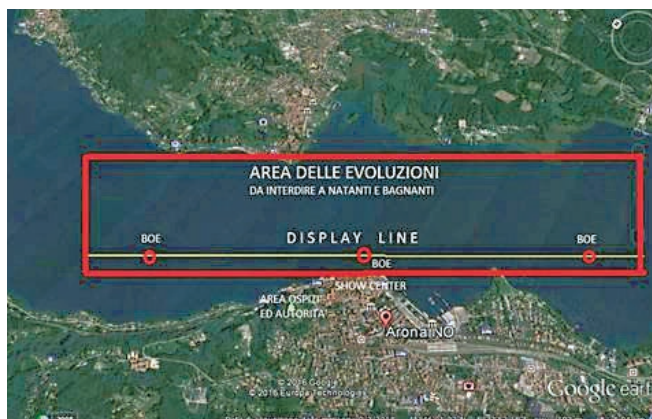 AREA DELLE EVOLUZIONI
DA INTERDIRE A NATANTI E BAGNANTI
BOE
DISPLAY LINE
BOE
BOE
SHOW CENTER
AREA OSPITI
ED AUTORITA'
Arona NO
© 2016 Google
© 2016 Europa Technologies
Google eart